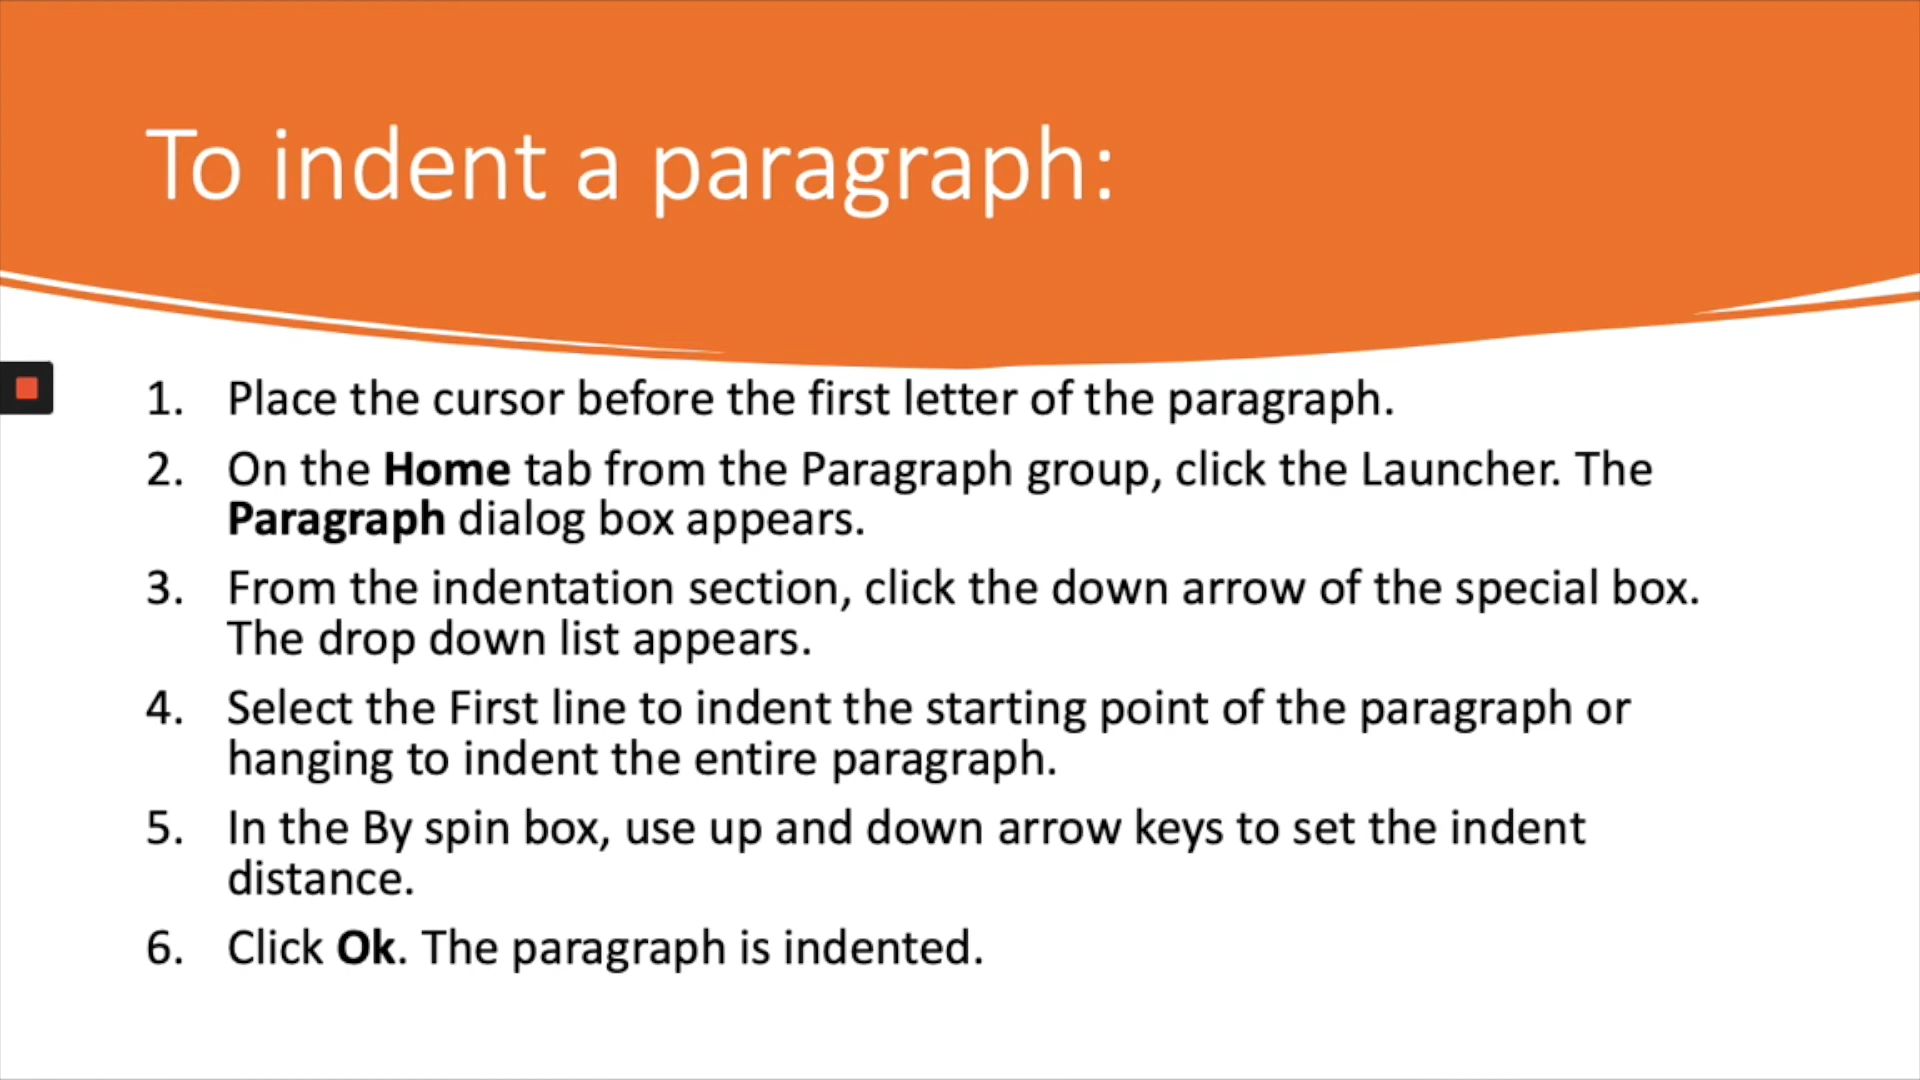 To indent a paragraph:
1. Place the cursor before the first letter of the paragraph.
2. On the Home tab from the Paragraph group, click the Launcher. The
Paragraph dialog box appears.
3. From the indentation section, click the down arrow of the special box.
The drop down list appears.
4. Select the First line to indent the starting point of the paragraph or
hanging to indent the entire paragraph.
5. In the By spin box, use up and down arrow keys to set the indent
distance.
6. Click Ok. The paragraph is indented.